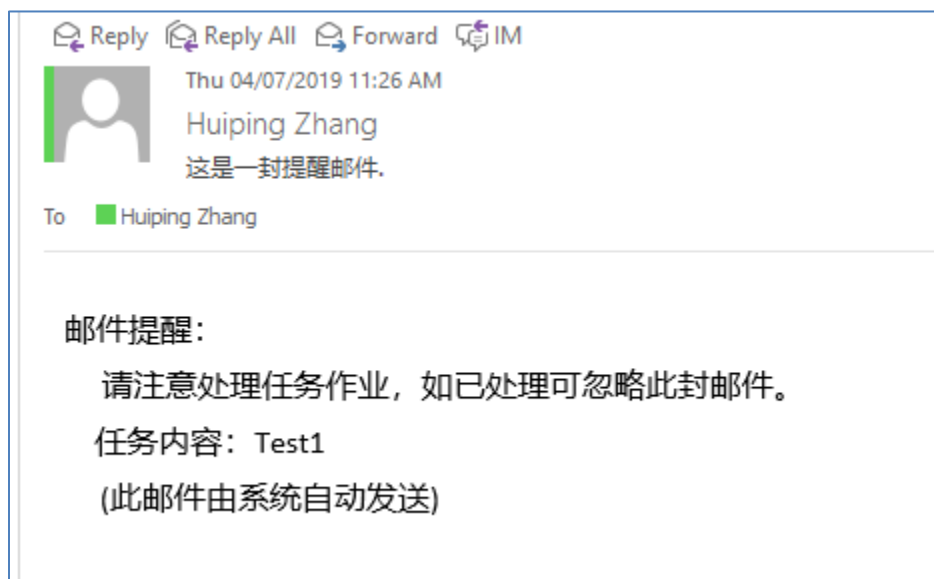 Reply Reply All Forward IM
Thu 04/07/2019 11:26 AM
Huiping Zhang
这是一封提醒邮件.
To Huiping Zhang
邮件提醒：
请注意处理任务作业，如已处理可忽略此封邮件。
任务内容：Test1
(此邮件由系统自动发送)